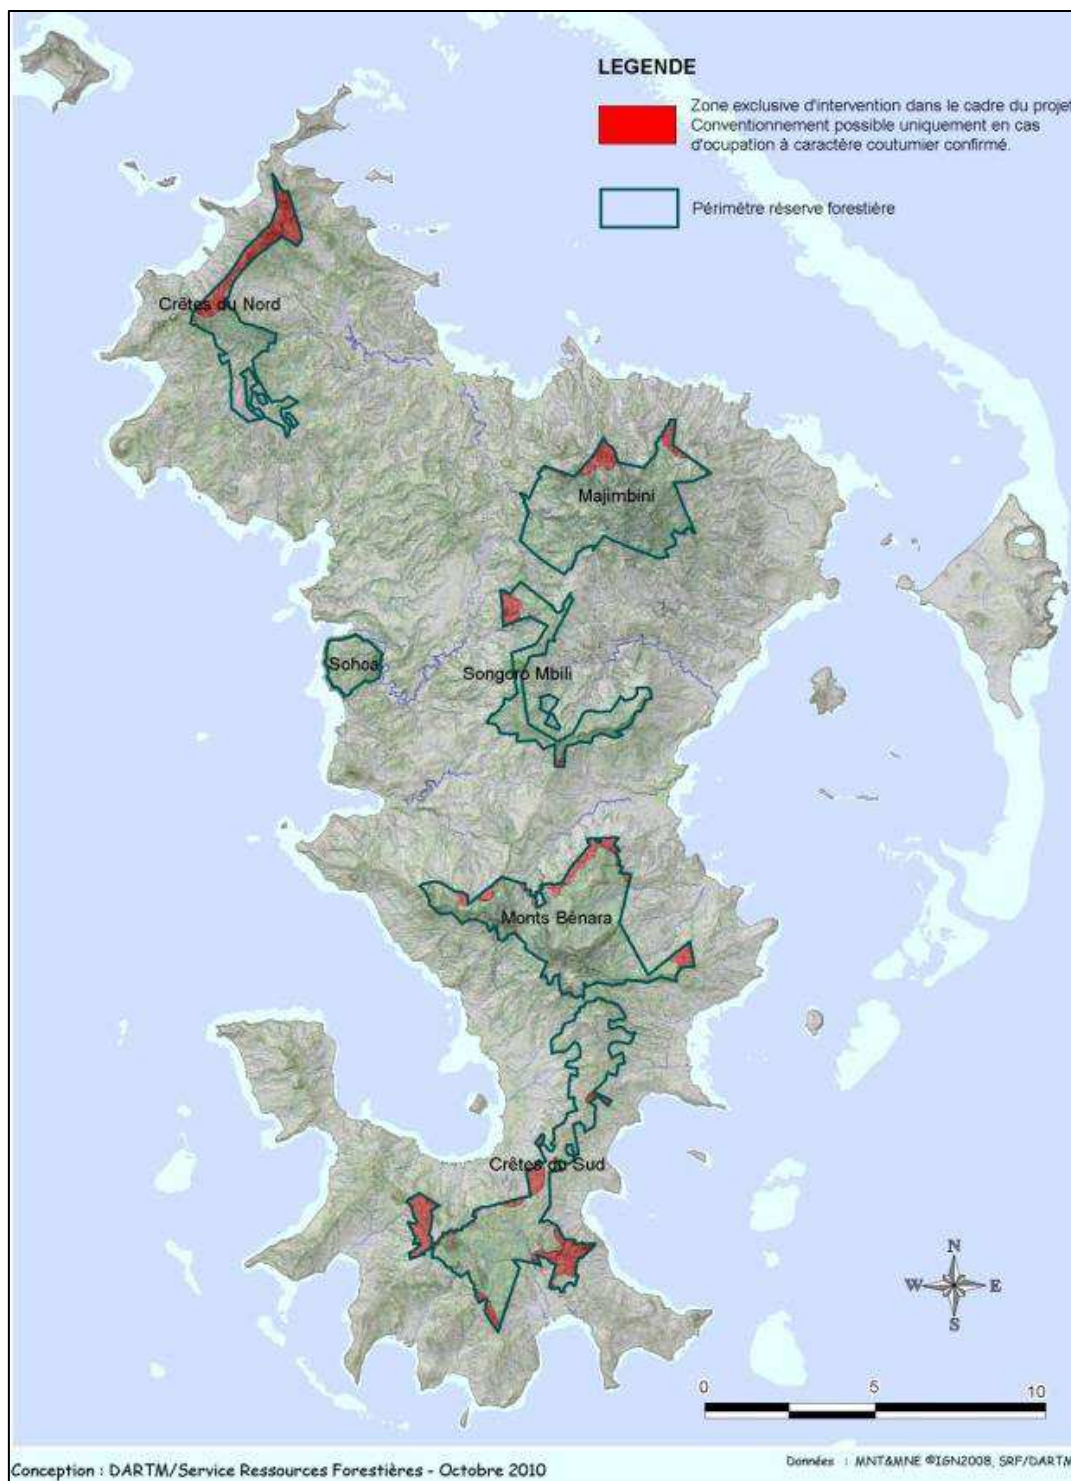 LEGENDE
Zone exclusive d'intervention dans le cadre du projet
Conventionnement possible uniquement en cas
d'ocupation à caractère coutumier confirmé.
Périmètre réserve forestière
Crêtes du Nord
Majimbini
Sohoa
Songoro Mbili
Monts Bénara
Crêtes du Sud
N
W E
S
0 5 10
Conception : DARTM/Service Ressources Forestières - Octobre 2010
Données : MNT&MNE ©IGN2008, SRF/DARTM